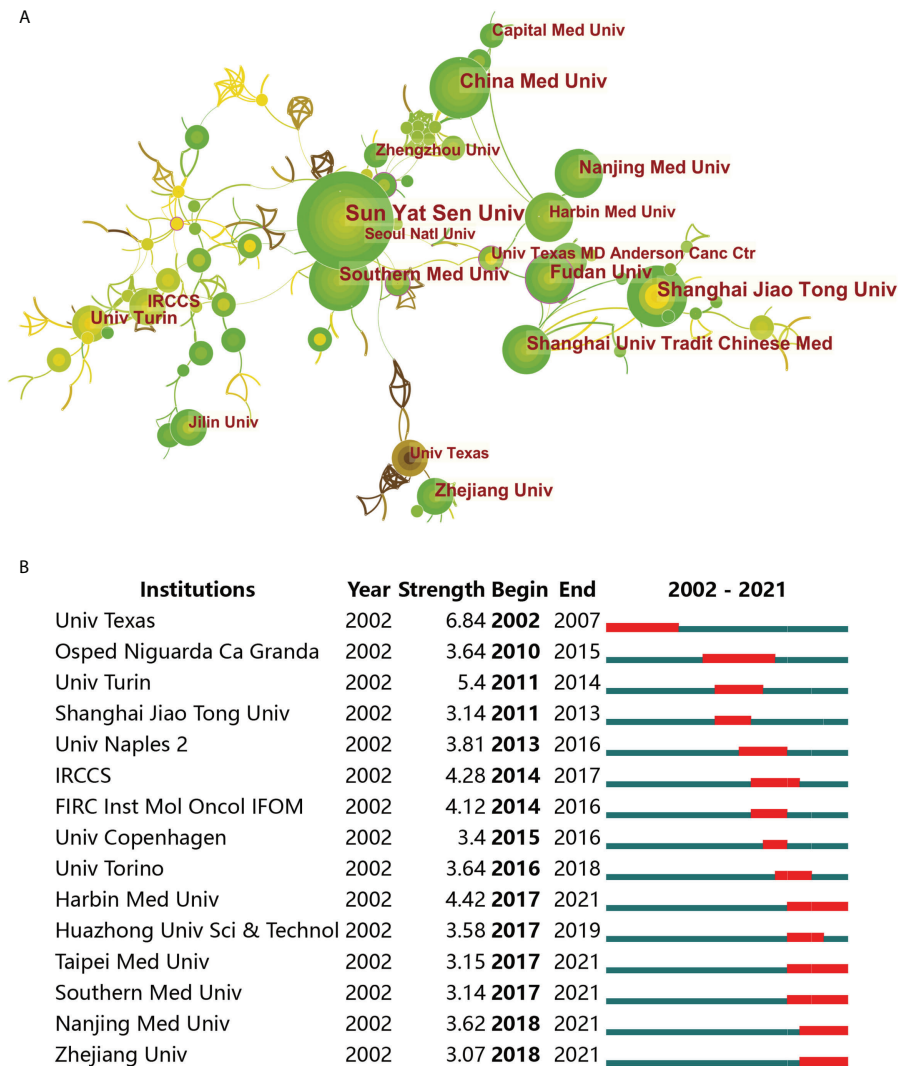 A
Capital Med Univ
China Med Univ
Zhengzhou Univ
Nanjing Med Univ
Sun Yat Sen Univ
Harbin Med Univ
Seoul Natl Univ
Univ Texas MD Anderson Canc Ctr
Southern Med Univ
Fudan Univ
Shanghai Jiao Tong Univ
IRCCS
Univ Turin
Shanghai Univ Tradit Chinese Med
Jilin Univ
Univ Texas
Zhejiang Univ
B
Institutions Year Strength Begin End 2002 - 2021
Univ Texas 2002 6.84 2002 2007
Osped Niguarda Ca Granda 2002 3.64 2010 2015
Univ Turin 2002 5.4 2011 2014
Shanghai Jiao Tong Univ 2002 3.14 2011 2013
Univ Naples 2 2002 3.81 2013 2016
IRCCS 2002 4.28 2014 2017
FIRC Inst Mol Oncol IFOM 2002 4.12 2014 2016
Univ Copenhagen 2002 3.4 2015 2016
Univ Torino 2002 3.64 2016 2018
Harbin Med Univ 2002 4.42 2017 2021
Huazhong Univ Sci & Technol 2002 3.58 2017 2019
Taipei Med Univ 2002 3.15 2017 2021
Southern Med Univ 2002 3.14 2017 2021
Nanjing Med Univ 2002 3.62 2018 2021
Zhejiang Univ 2002 3.07 2018 2021